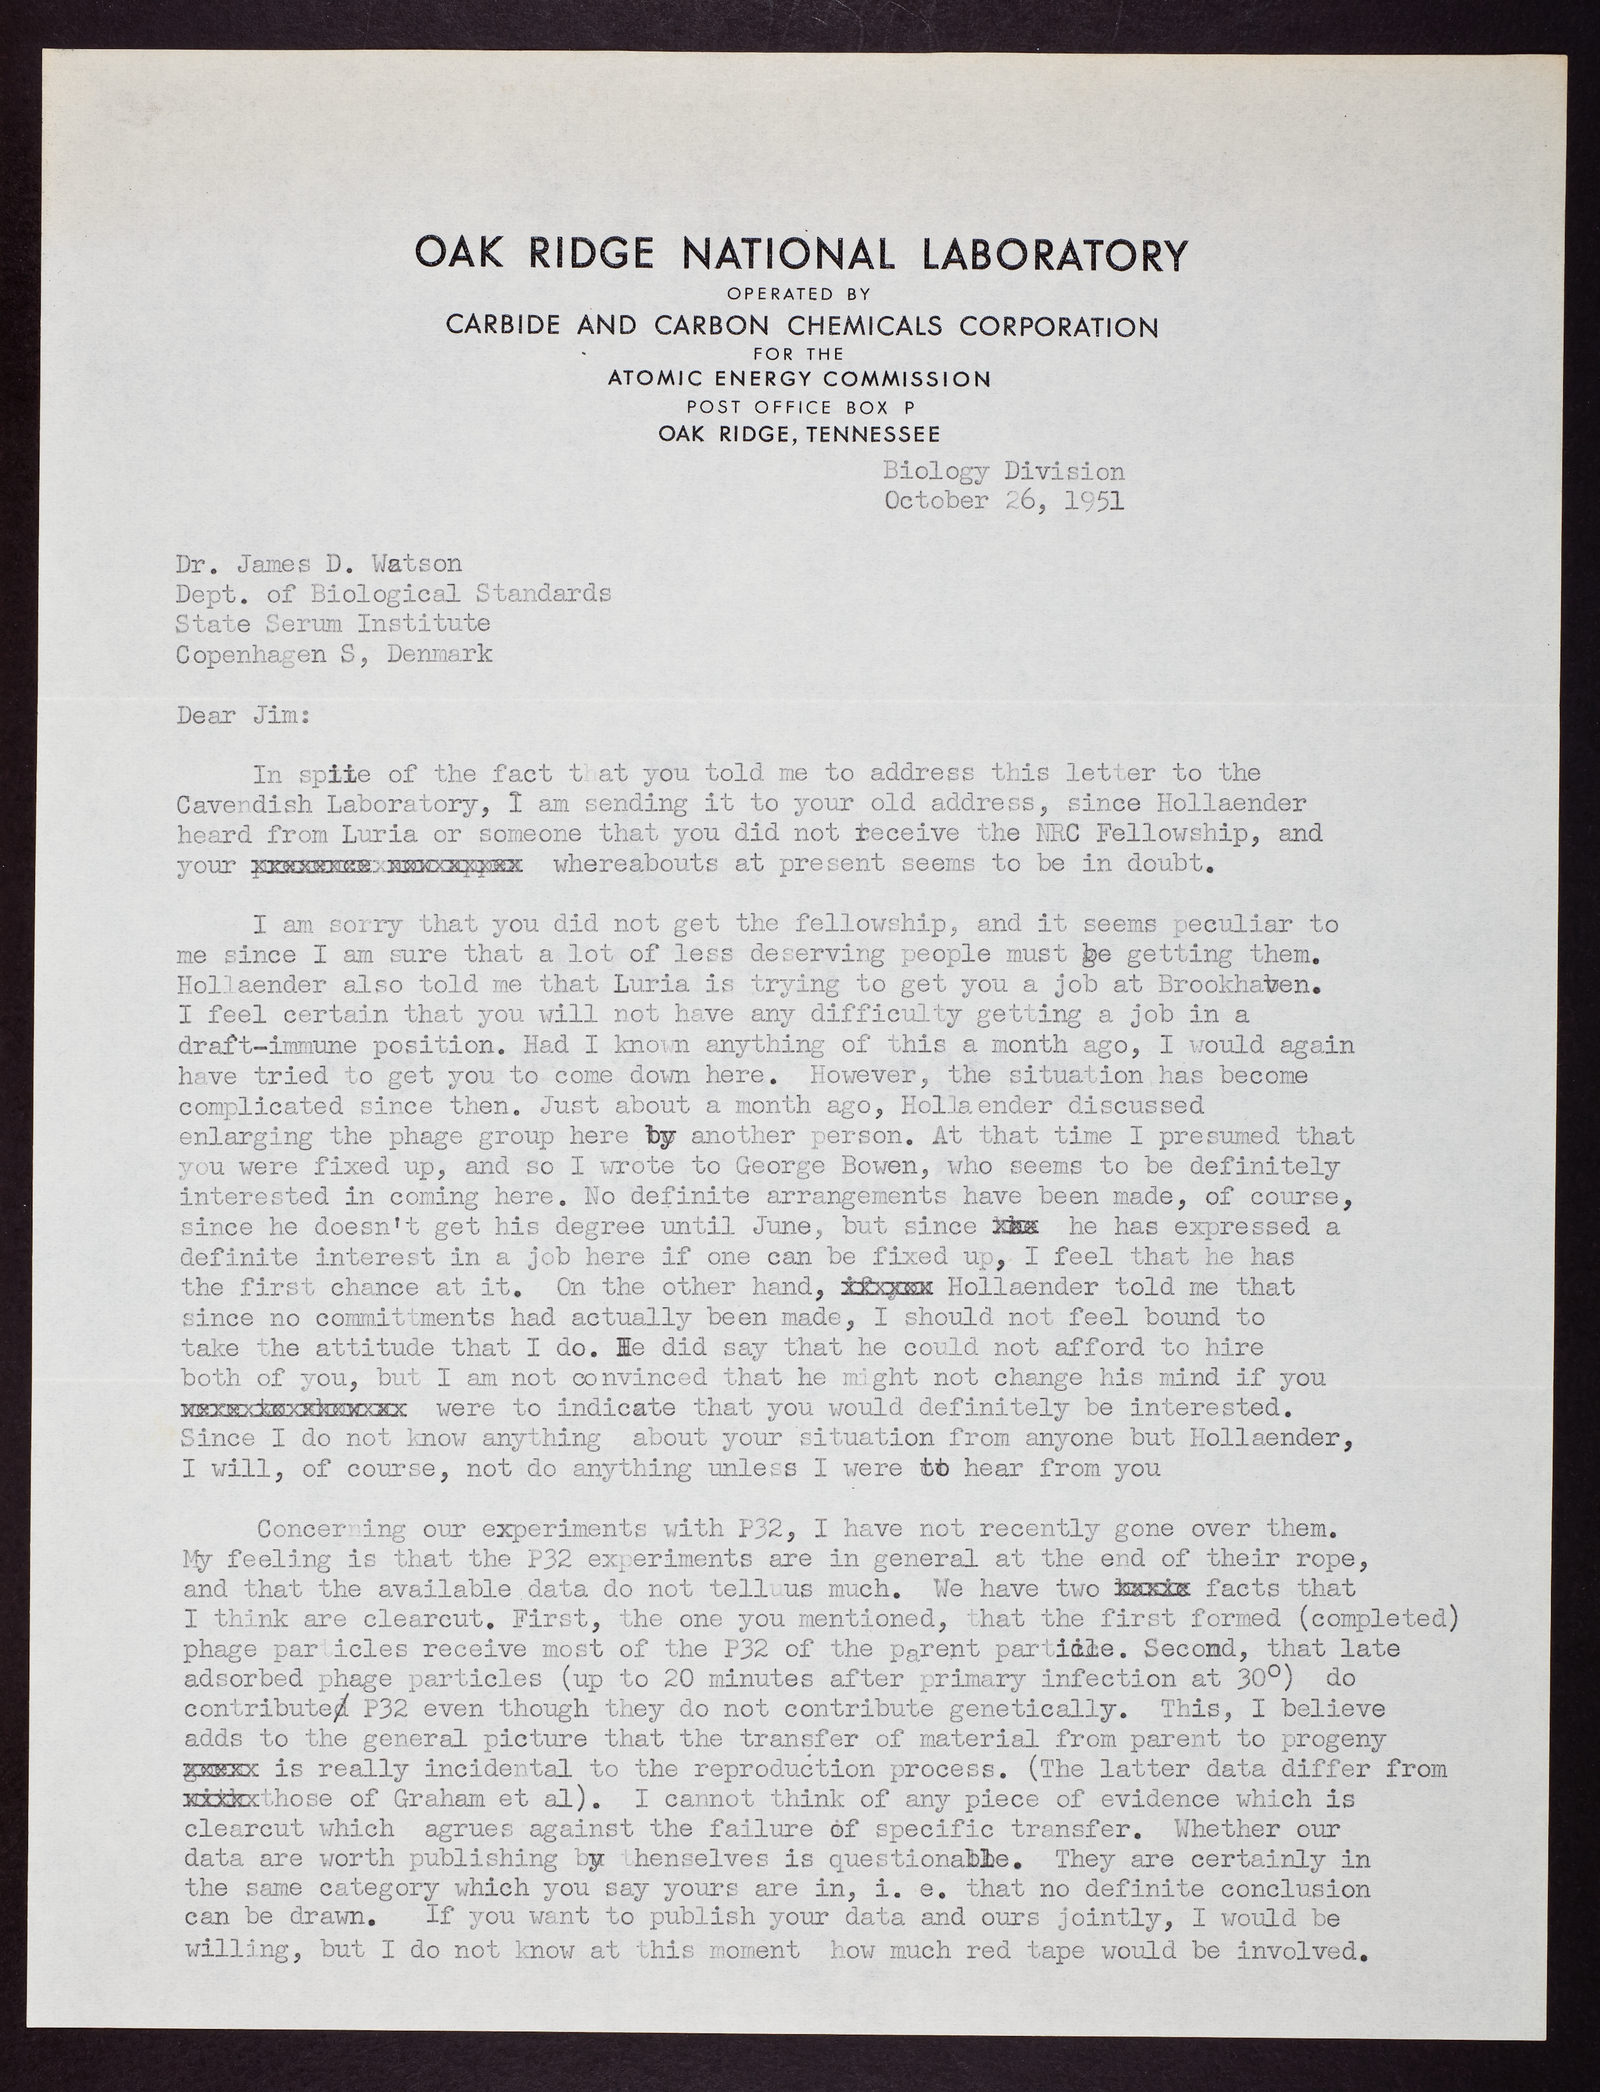 OAK RIDGE NATIONAL LABORATORY
OPERATED BY
CARBIDE AND CARBON CHEMICALS CORPORATION
FOR THE
ATOMIC ENERGY COMMISSION
POST OFFICE BOX P
OAK RIDGE, TENNESSEE
Biology Division
October 26, 1951
Dr. James D. Watson
Dept. of Biological Standards
State Serum Institute
Copenhagen S, Denmark
Dear Jim:
In spite of the fact that you told me to address this letter to the
Cavendish Laboratory, I am sending it to your old address, since Hollaender
heard from Luria or someone that you did not receive the NRC Fellowship, and
your whereabouts at present seems to be in doubt.
I am sorry that you did not get the fellowship, and it seems peculiar to
me since I am sure that a lot of less deserving people must be getting them.
Hollaender also told me that Luria is trying to get you a job at Brookhaven.
I feel certain that you will not have any difficulty getting a job in a
draft-immune position. Had I known anything of this a month ago, I would again
have tried to get you to come down here. However, the situation has become
complicated since then. Just about a month ago, Hollaender discussed
enlarging the phage group here by another person. At that time I presumed that
you were fixed up, and so I wrote to George Bowen, who seems to be definitely
interested in coming here. No definite arrangements have been made, of course,
since he doesn't get his degree until June, but since he has expressed a
definite interest in a job here if one can be fixed up, I feel that he has
the first chance at it. On the other hand, Hollaender told me that
since no committments had actually been made, I should not feel bound to
take the attitude that I do. He did say that he could not afford to hire
both of you, but I am not convinced that he might not change his mind if you
were to indicate that you would definitely be interested.
Since I do not know anything about your situation from anyone but Hollaender,
I will, of course, not do anything unless I were to hear from you
Concerning our experiments with P32, I have not recently gone over them.
My feeling is that the P32 experiments are in general at the end of their rope,
and that the available data do not tell us much. We have two facts that
I think are clearcut. First, the one you mentioned, that the first formed (completed)
phage particles receive most of the P32 of the parent particle. Second, that late
adsorbed phage particles (up to 20 minutes after primary infection at 30°) do
contribute P32 even though they do not contribute genetically. This, I believe
adds to the general picture that the transfer of material from parent to progeny
is really incidental to the reproduction process. (The latter data differ from
those of Graham et al). I cannot think of any piece of evidence which is
clearcut which agrues against the failure of specific transfer. Whether our
data are worth publishing by thenselves is questionable. They are certainly in
the same category which you say yours are in, i. e. that no definite conclusion
can be drawn. If you want to publish your data and ours jointly, I would be
willing, but I do not know at this moment how much red tape would be involved.